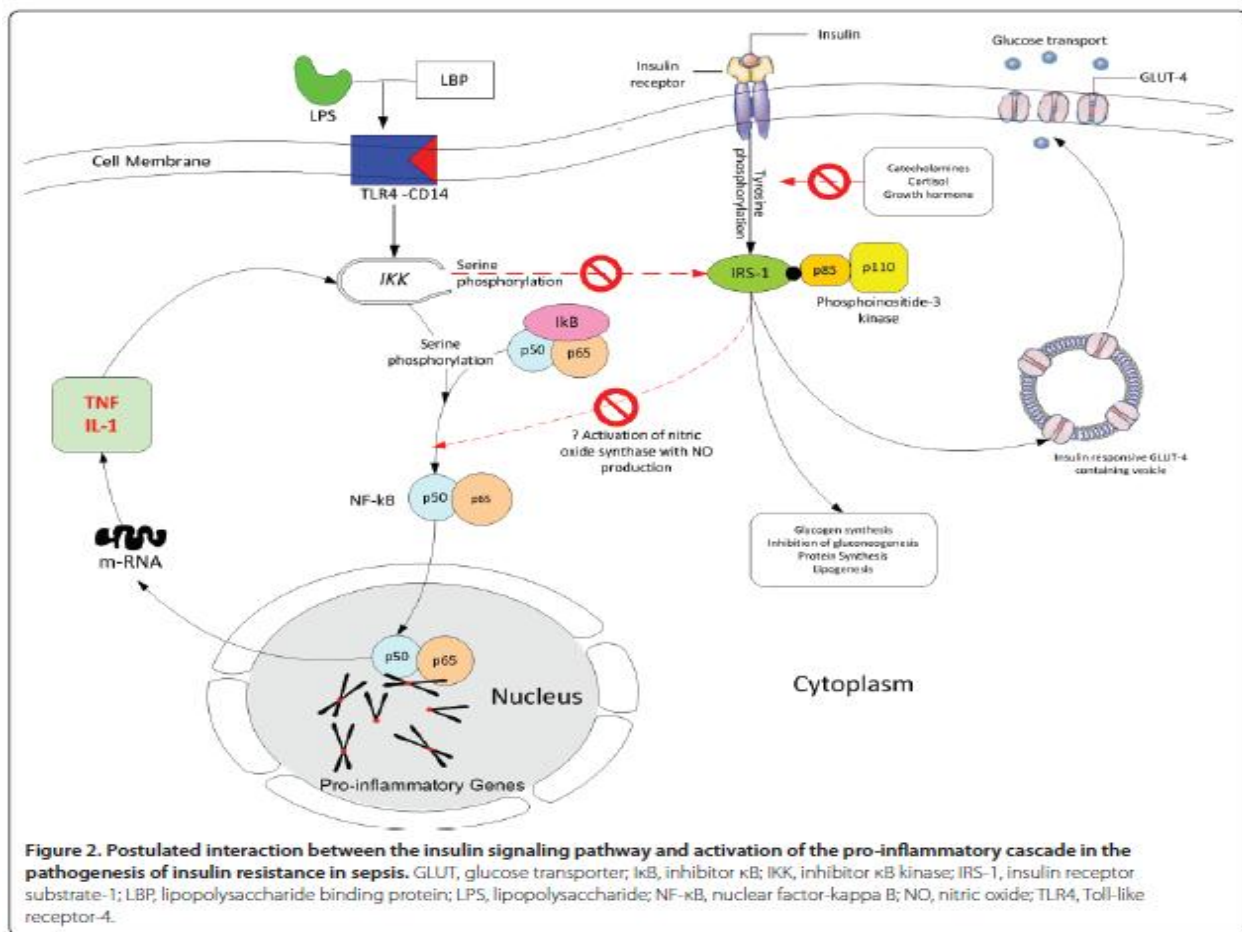 Insulin
Glucose transport
Insulin
receptor
GLUT-4
LBP
LPS
Cell Membrane
TLR4 -CD14
Tyrosine
phosphorylation
Catecholamines
Cortisol
Growth hormone
IKK
Serine
phosphorylation
IRS-1
p85
p110
Phosphoinositide-3
kinase
IkB
p50
p65
Serine
phosphorylation
TNF
IL-1
? Activation of nitric
oxide synthase with NO
production
Insulin responsive GLUT-4
containing vesicle
NF-kB
p50
p65
m-RNA
Glycogen synthesis
Inhibition of gluconeogenesis
Protein Synthesis
Lipogenesis
p50
p65
Nucleus
Cytoplasm
Pro-inflammatory Genes
Figure 2. Postulated interaction between the insulin signaling pathway and activation of the pro-inflammatory cascade in the
pathogenesis of insulin resistance in sepsis. GLUT, glucose transporter; IκB, inhibitor κB; IKK, inhibitor κB kinase; IRS-1, insulin receptor
substrate-1; LBP, lipopolysaccharide binding protein; LPS, lipopolysaccharide; NF-κB, nuclear factor-kappa B; NO, nitric oxide; TLR4, Toll-like
receptor-4.